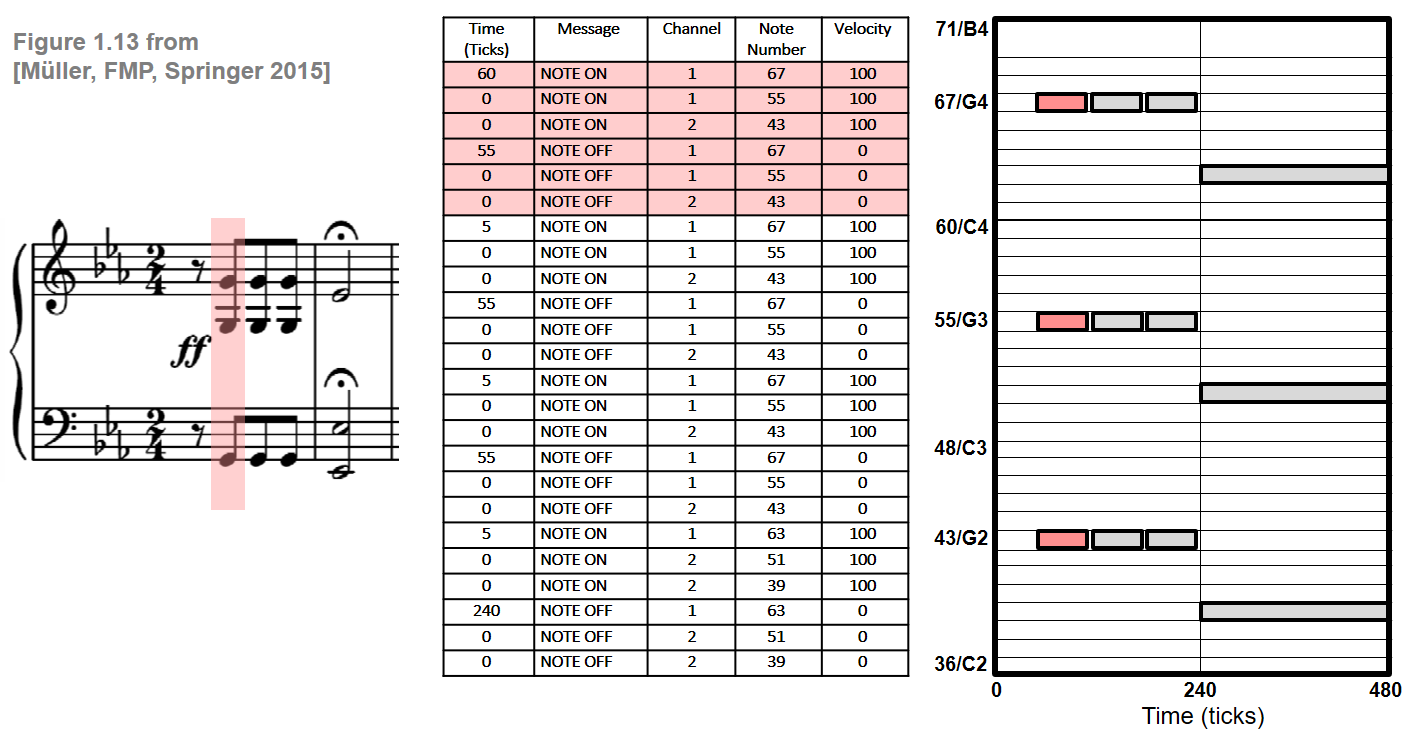 Figure 1.13 from
[Müller, FMP, Springer 2015]
ff
Time (Ticks) Message Channel Note Number Velocity
60 NOTE ON 1 67 100
0 NOTE ON 1 55 100
0 NOTE ON 2 43 100
55 NOTE OFF 1 67 0
0 NOTE OFF 1 55 0
0 NOTE OFF 2 43 0
5 NOTE ON 1 67 100
0 NOTE ON 1 55 100
0 NOTE ON 2 43 100
55 NOTE OFF 1 67 0
0 NOTE OFF 1 55 0
0 NOTE OFF 2 43 0
5 NOTE ON 1 67 100
0 NOTE ON 1 55 100
0 NOTE ON 2 43 100
55 NOTE OFF 1 67 0
0 NOTE OFF 1 55 0
0 NOTE OFF 2 43 0
5 NOTE ON 1 63 100
0 NOTE ON 2 51 100
0 NOTE ON 2 39 100
240 NOTE OFF 1 63 0
0 NOTE OFF 2 51 0
0 NOTE OFF 2 39 0
71/B4
67/G4
60/C4
55/G3
48/C3
43/G2
36/C2
0 240 480
Time (ticks)
2
4
2
4